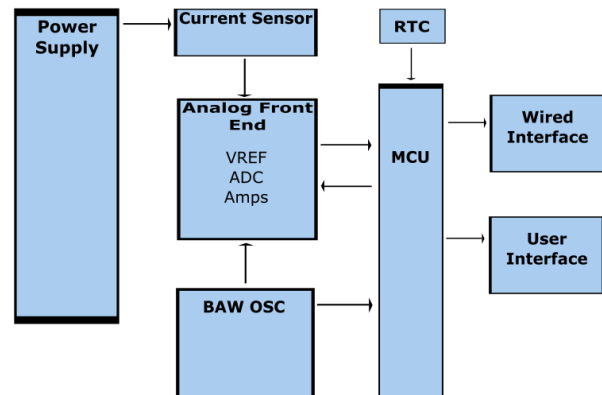 Power
Supply
Current Sensor
RTC
Analog Front
End
VREF
ADC
Amps
MCU
Wired
Interface
User
Interface
BAW OSC